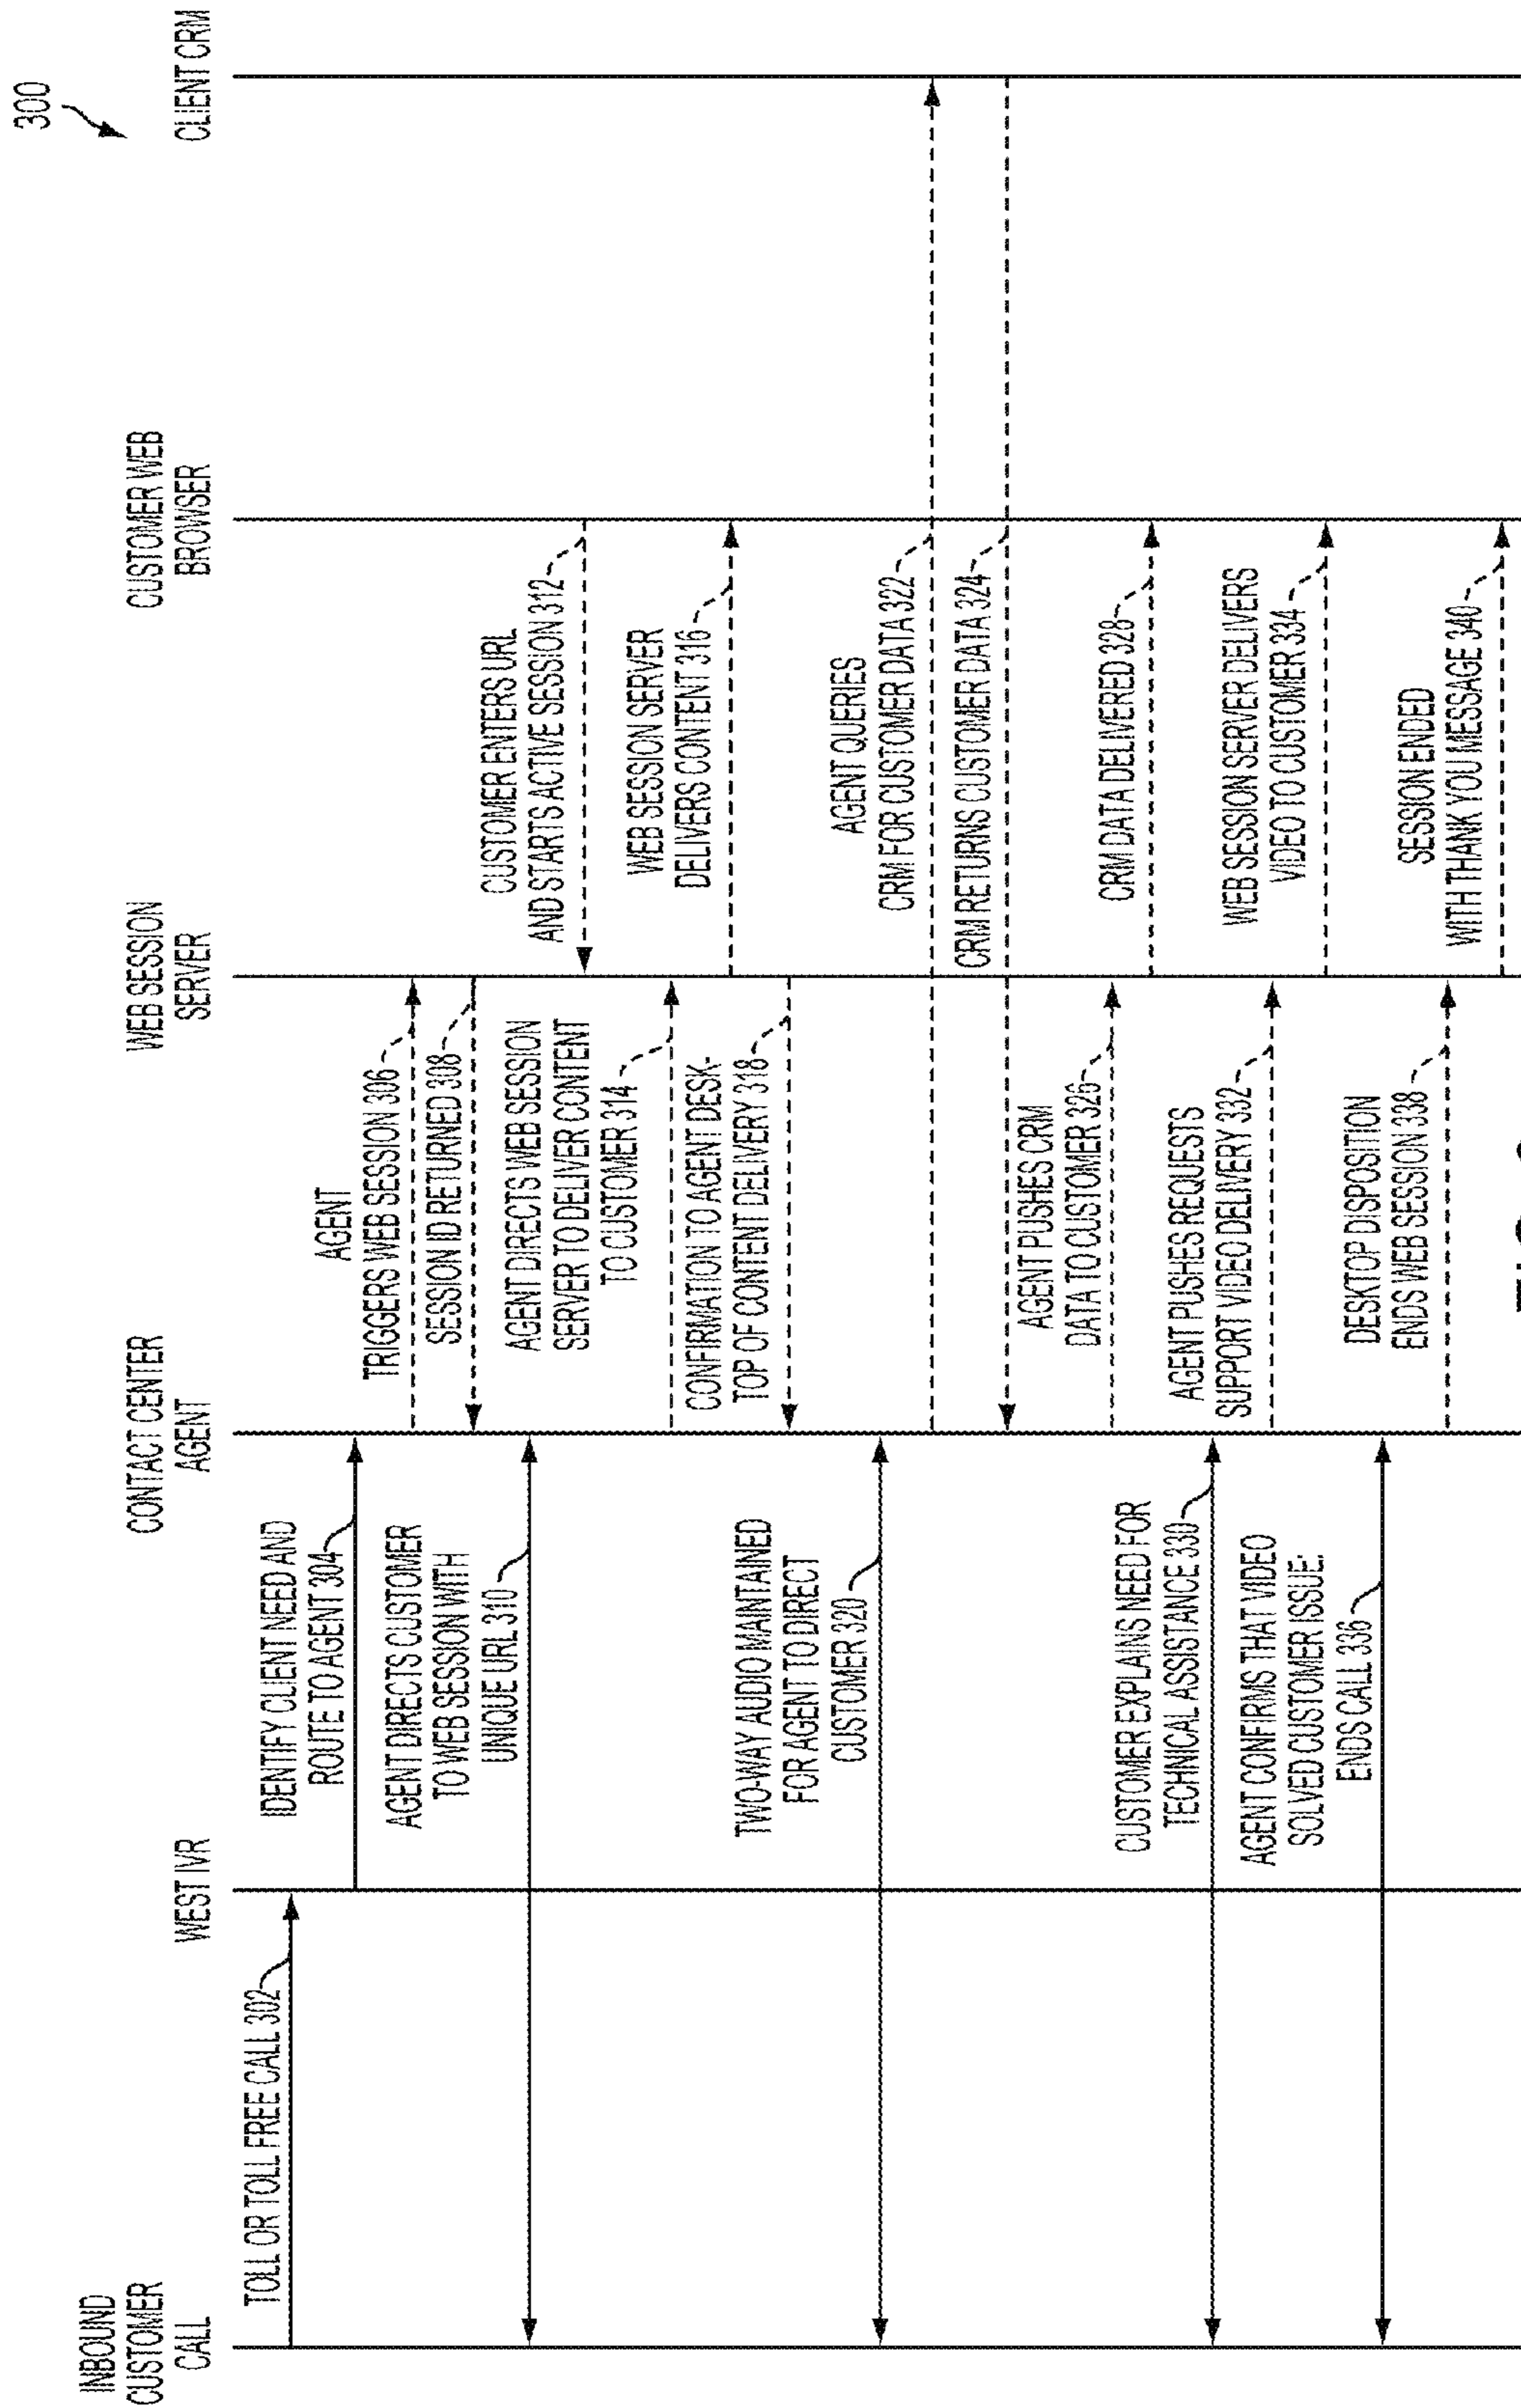 300
INBOUND
CUSTOMER
CALL
WEST IVR
CONTACT CENTER
AGENT
WEB SESSION
SERVER
CUSTOMER WEB
BROWSER
CLIENT CRM
TOLL OR TOLL FREE CALL 302
IDENTIFY CLIENT NEED AND
ROUTE TO AGENT 304
AGENT
TRIGGERS WEB SESSION 306
SESSION ID RETURNED 308
AGENT DIRECTS CUSTOMER
TO WEB SESSION WITH
UNIQUE URL 310
CUSTOMER ENTERS URL
AND STARTS ACTIVE SESSION 312
AGENT DIRECTS WEB SESSION
SERVER TO DELIVER CONTENT
TO CUSTOMER 314
WEB SESSION SERVER
DELIVERS CONTENT 316
CONFIRMATION TO AGENT DESK-
TOP OF CONTENT DELIVERY 318
TWO-WAY AUDIO MAINTAINED
FOR AGENT TO DIRECT
CUSTOMER 320
AGENT QUERIES
CRM FOR CUSTOMER DATA 322
CRM RETURNS CUSTOMER DATA 324
AGENT PUSHES CRM
DATA TO CUSTOMER 326
CRM DATA DELIVERED 328
CUSTOMER EXPLAINS NEED FOR
TECHNICAL ASSISTANCE 330
AGENT PUSHES REQUESTS
SUPPORT VIDEO DELIVERY 332
WEB SESSION SERVER DELIVERS
VIDEO TO CUSTOMER 334
AGENT CONFIRMS THAT VIDEO
SOLVED CUSTOMER ISSUE.
ENDS CALL 336
DESKTOP DISPOSITION
ENDS WEB SESSION 338
SESSION ENDED
WITH THANK YOU MESSAGE 340